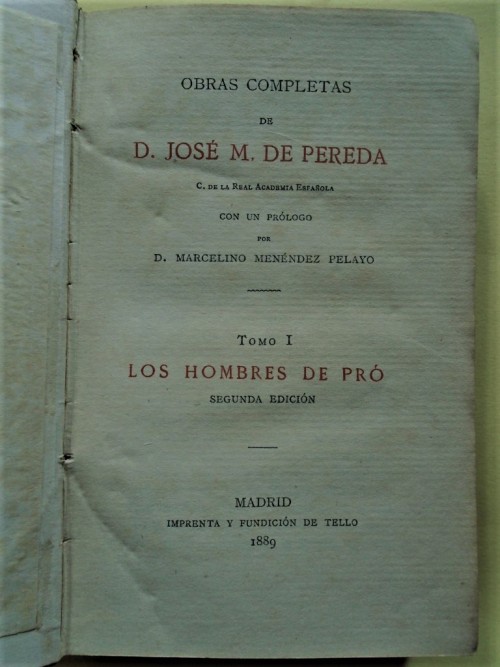 OBRAS COMPLETAS
DE
D. JOSÉ M. DE PEREDA
C. DE LA REAL ACADEMIA ESPAÑOLA
CON UN PRÓLOGO
POR
D. MARCELINO MENÉNDEZ PELAYO
TOMO I
LOS HOMBRES DE PRÓ
SEGUNDA EDICIÓN
MADRID
IMPRENTA Y FUNDICIÓN DE TELLO
1889